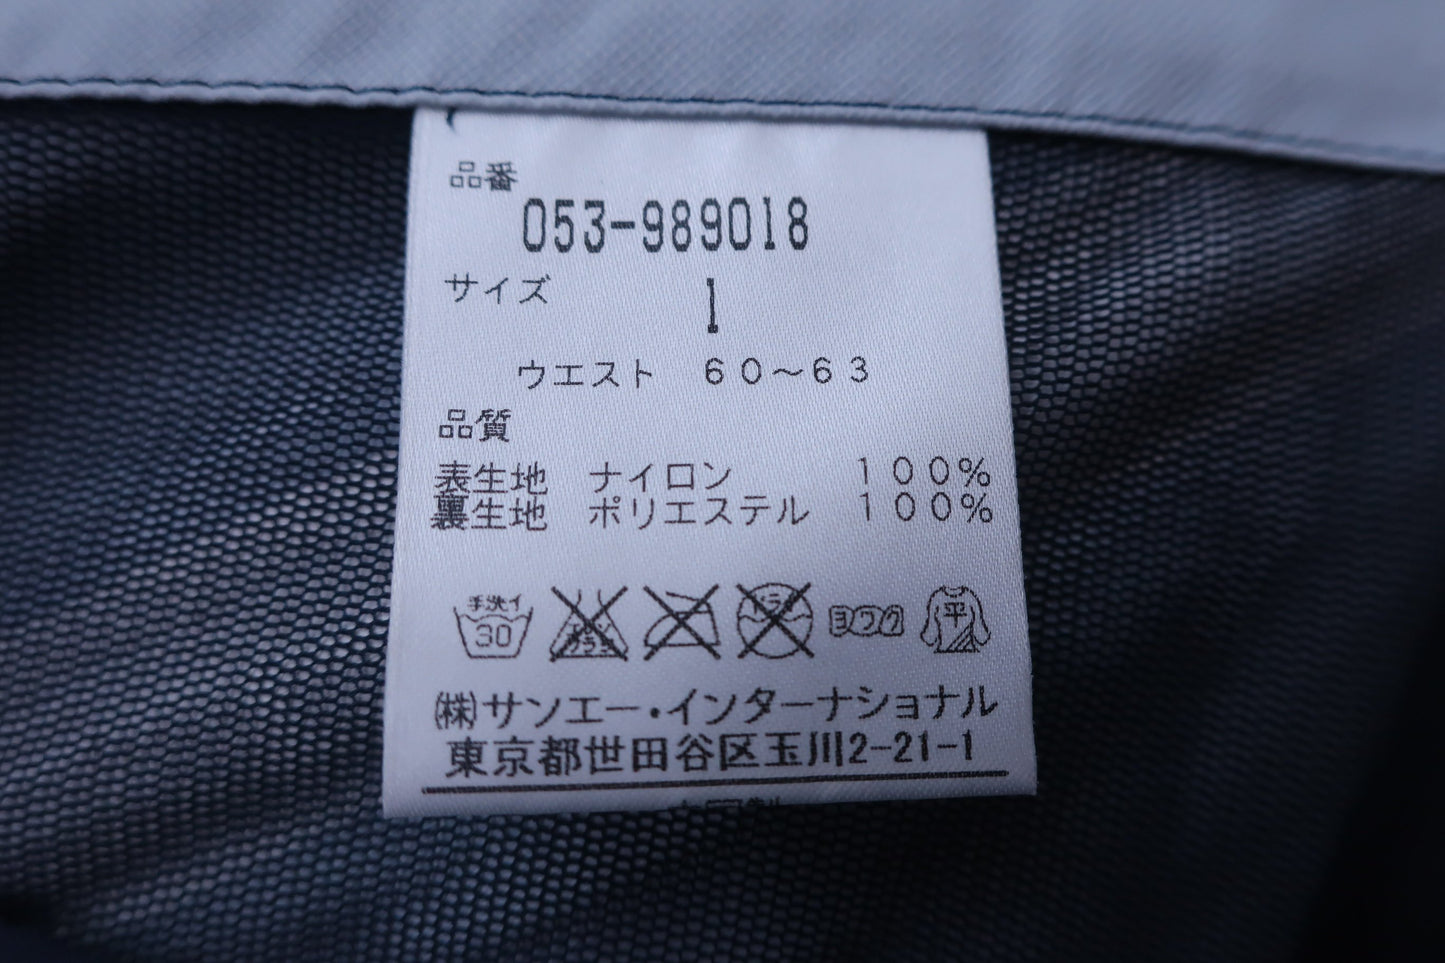 品番
053-989018
サイズ 1
ウエスト 60～63
品質
表生地 ナイロン 100%
裏生地 ポリエステル 100%
手洗イ
30
ドライ
ヨワク
平
(株)サンエー・インターナショナル
東京都世田谷区玉川2-21-1